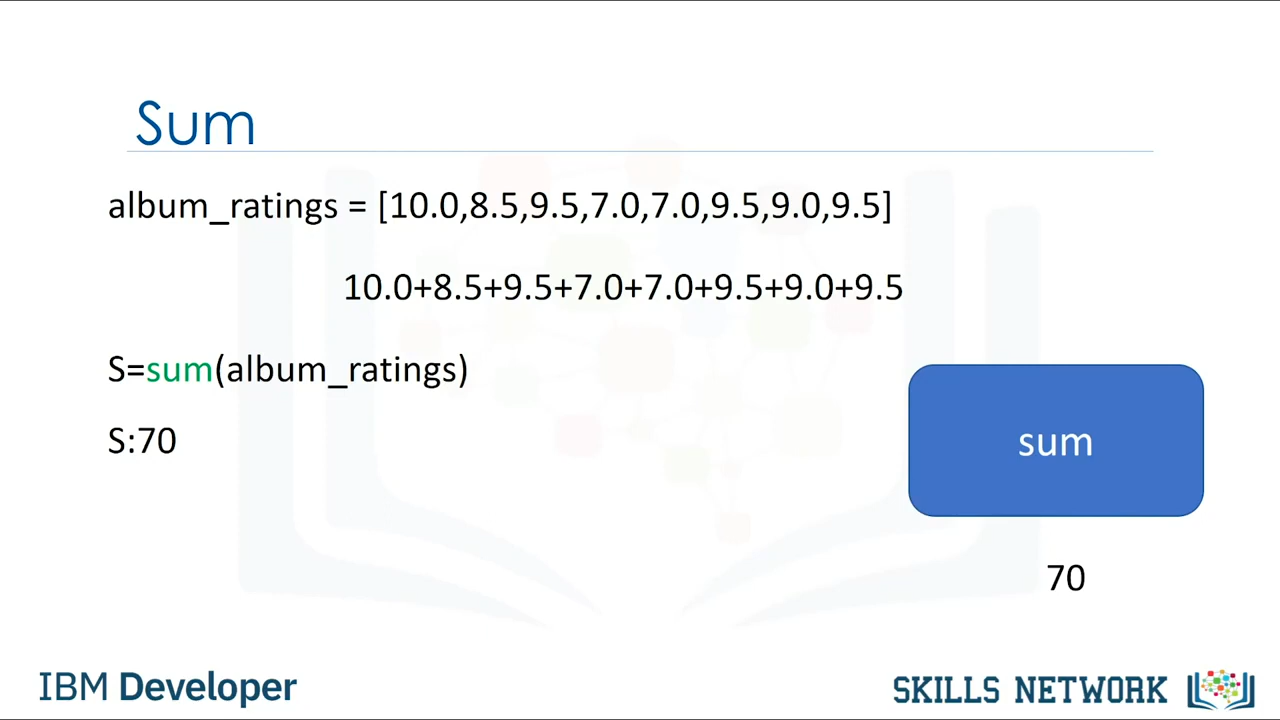 Sum
album_ratings = [10.0,8.5,9.5,7.0,7.0,9.5,9.0,9.5]
10.0+8.5+9.5+7.0+7.0+9.5+9.0+9.5
S=sum(album_ratings)
S:70
sum
70
IBM Developer
SKILLS NETWORK